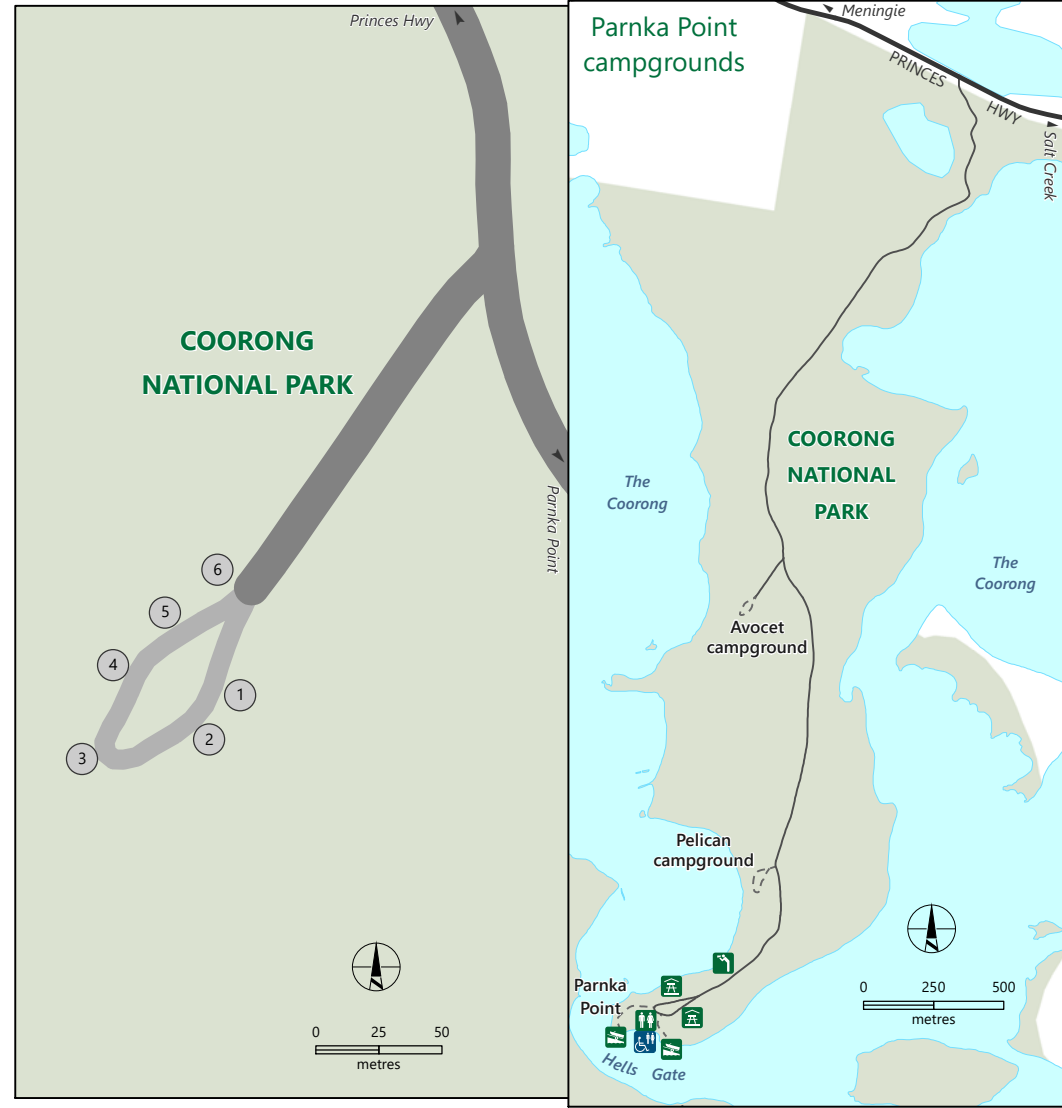 Princes Hwy
COORONG
NATIONAL PARK
Parnka Point
6
5
4
1
2
3
0 25 50
metres
Parnka Point
campgrounds
Meningie
PRINCES
HWY
Salt Creek
COORONG
NATIONAL
PARK
The
Coorong
The
Coorong
Avocet
campground
Pelican
campground
Parnka
Point
Hells Gate
0 250 500
metres